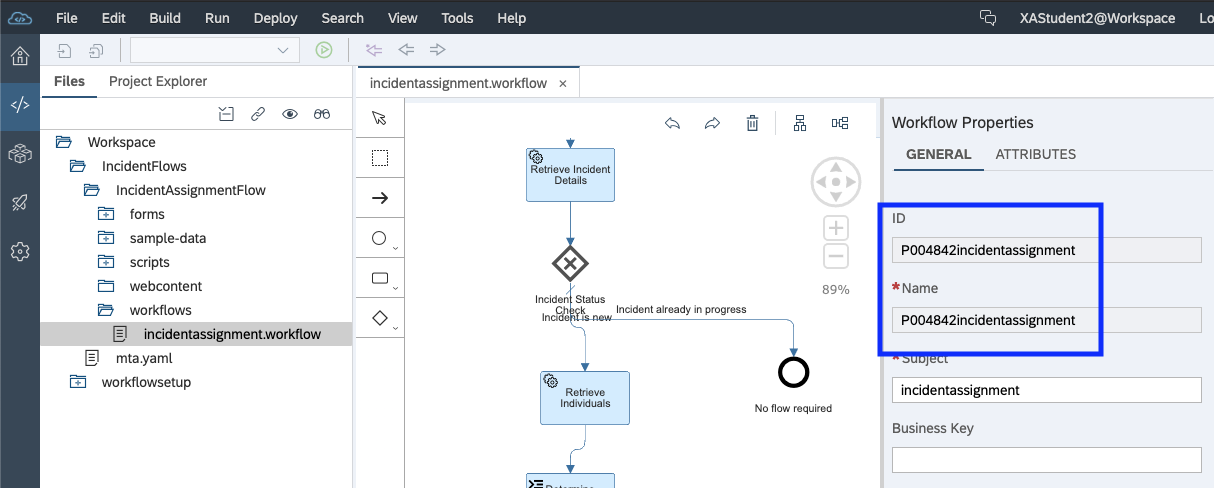 File Edit Build Run Deploy Search View Tools Help XAStudent2@Workspace Lo
Files Project Explorer
incidentassignment.workflow ×
Workspace
IncidentFlows
IncidentAssignmentFlow
forms
sample-data
scripts
webcontent
workflows
incidentassignment.workflow
mta.yaml
workflowsetup
Retrieve Incident
Details
Incident Status
Check
Incident is new
Incident already in progress
Retrieve
Individuals
No flow required
Determine
89%
Workflow Properties
GENERAL ATTRIBUTES
ID
P004842incidentassignment
*Name
P004842incidentassignment
*Subject
incidentassignment
Business Key